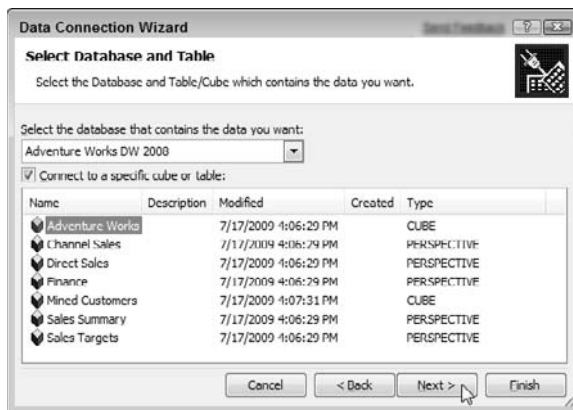 Data Connection Wizard
Select Database and Table
Select the Database and Table/Cube which contains the data you want.
Select the database that contains the data you want:
Adventure Works DW 2008
Connect to a specific cube or table:
Name Description Modified Created Type
Adventure Works 7/17/2009 4:06:29 PM CUBE
Channel Sales 7/17/2009 4:06:29 PM PERSPECTIVE
Direct Sales 7/17/2009 4:06:29 PM PERSPECTIVE
Finance 7/17/2009 4:06:29 PM PERSPECTIVE
Mined Customers 7/17/2009 4:07:31 PM CUBE
Sales Summary 7/17/2009 4:06:29 PM PERSPECTIVE
Sales Targets 7/17/2009 4:06:29 PM PERSPECTIVE
Cancel < Back Next > Finish